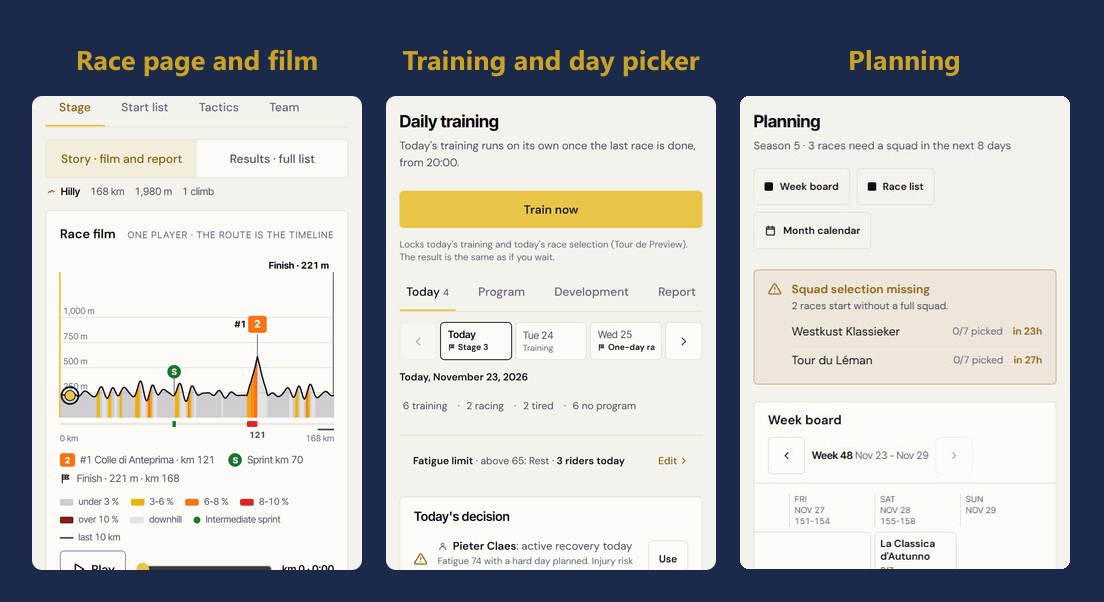 Race page and film
Stage
Start list
Tactics
Team
Story · film and report
Results · full list
Hilly 168 km 1,980 m 1 climb
Race film ONE PLAYER · THE ROUTE IS THE TIMELINE
Finish · 221 m
1,000 m
#1 2
750 m
500 m
S
250 m
0 km
121
168 km
2 #1 Colle di Anteprima · km 121
S Sprint km 70
Finish · 221 m · km 168
under 3 %
3-6 %
6-8 %
8-10 %
over 10 %
downhill
Intermediate sprint
last 10 km
Play
km 0 · 0:00
Training and day picker
Daily training
Today's training runs on its own once the last race is done,
from 20:00.
Train now
Locks today's training and today's race selection (Tour de Preview).
The result is the same as if you wait.
Today 4
Program
Development
Report
Today
Stage 3
Tue 24
Training
Wed 25
One-day ra
Today, November 23, 2026
6 training · 2 racing · 2 tired · 6 no program
Fatigue limit · above 65: Rest · 3 riders today
Edit >
Today's decision
Pieter Claes: active recovery today
Fatigue 74 with a hard day planned. Injury risk
Use
Planning
Planning
Season 5 · 3 races need a squad in the next 8 days
Week board
Race list
Month calendar
Squad selection missing
2 races start without a full squad.
Westkust Klassieker 0/7 picked in 23h
Tour du Léman 0/7 picked in 27h
Week board
Week 48 Nov 23 - Nov 29
FRI
NOV 27
151-154
SAT
NOV 28
155-158
SUN
NOV 29
La Classica
d'Autunno